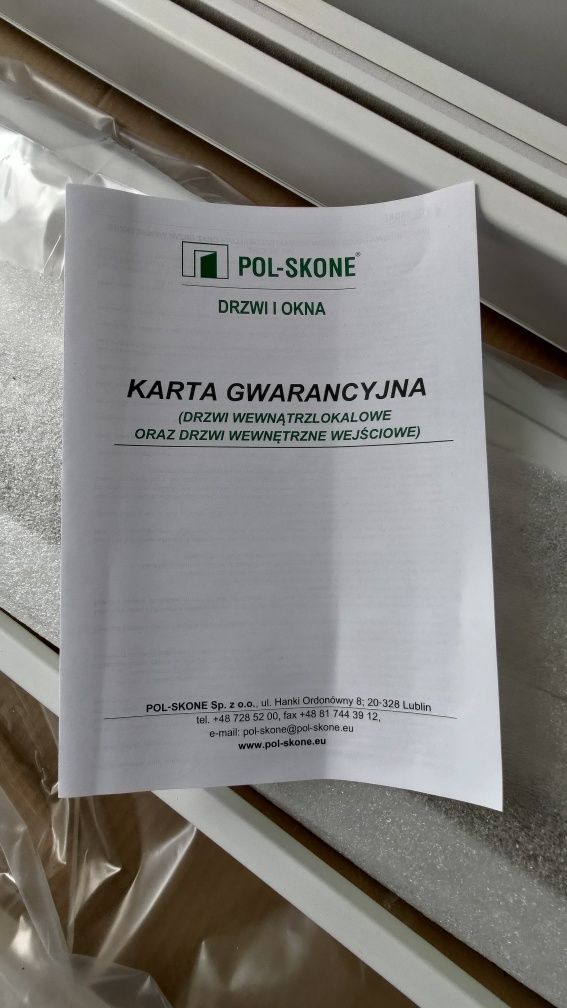 POL-SKONE®
DRZWI I OKNA
KARTA GWARANCYJNA
(DRZWI WEWNĄTRZLOKALOWE
ORAZ DRZWI WEWNĘTRZNE WEJŚCIOWE)
POL-SKONE Sp. z o.o., ul. Hanki Ordonówny 8; 20-328 Lublin
tel. +48 728 52 00, fax +48 81 744 39 12,
e-mail: pol-skone@pol-skone.eu
www.pol-skone.eu